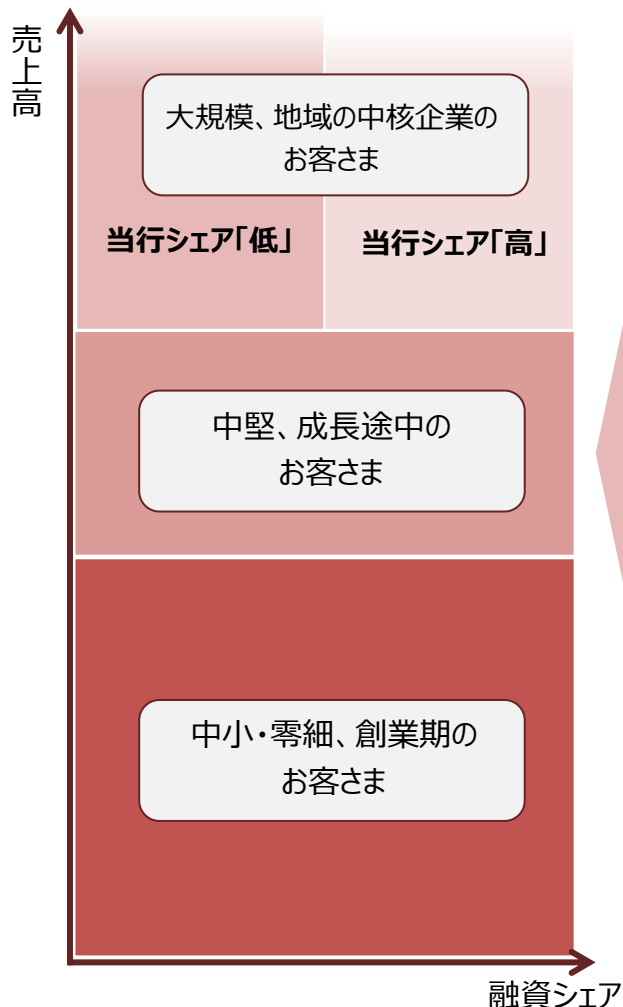 売上高
大規模、地域の中核企業の
お客さま
当行シェア「低」
当行シェア「高」
中堅、成長途中の
お客さま
中小・零細、創業期の
お客さま
融資シェア